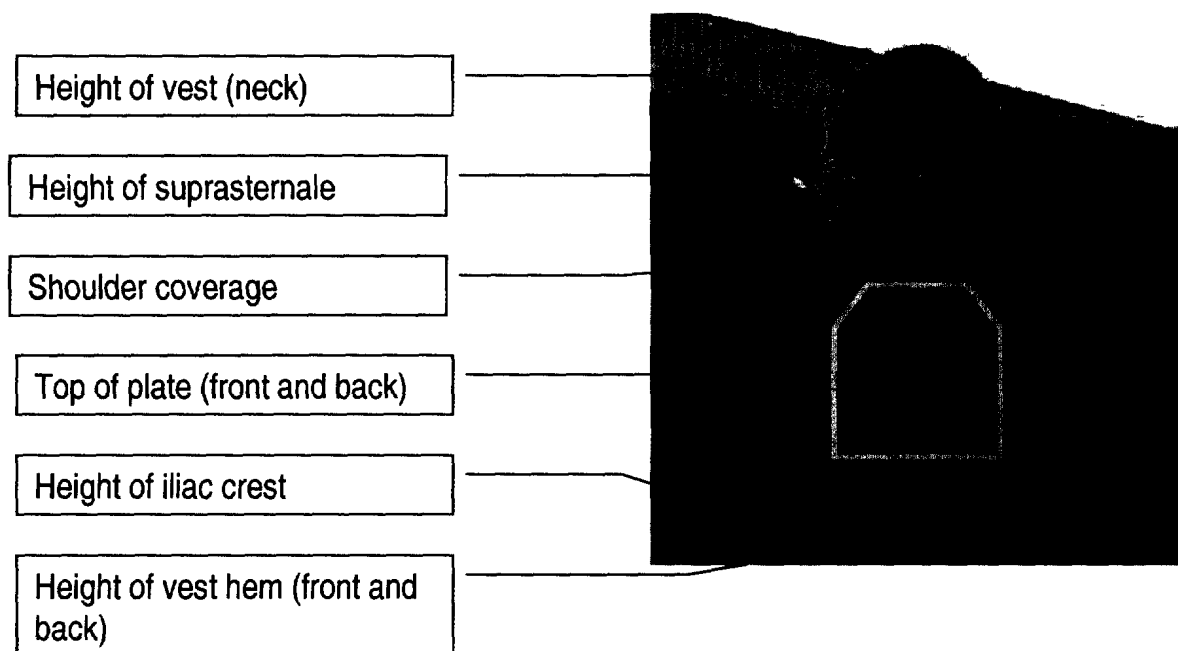 Height of vest (neck)
Height of suprasternale
Shoulder coverage
Top of plate (front and back)
Height of iliac crest
Height of vest hem (front and
back)